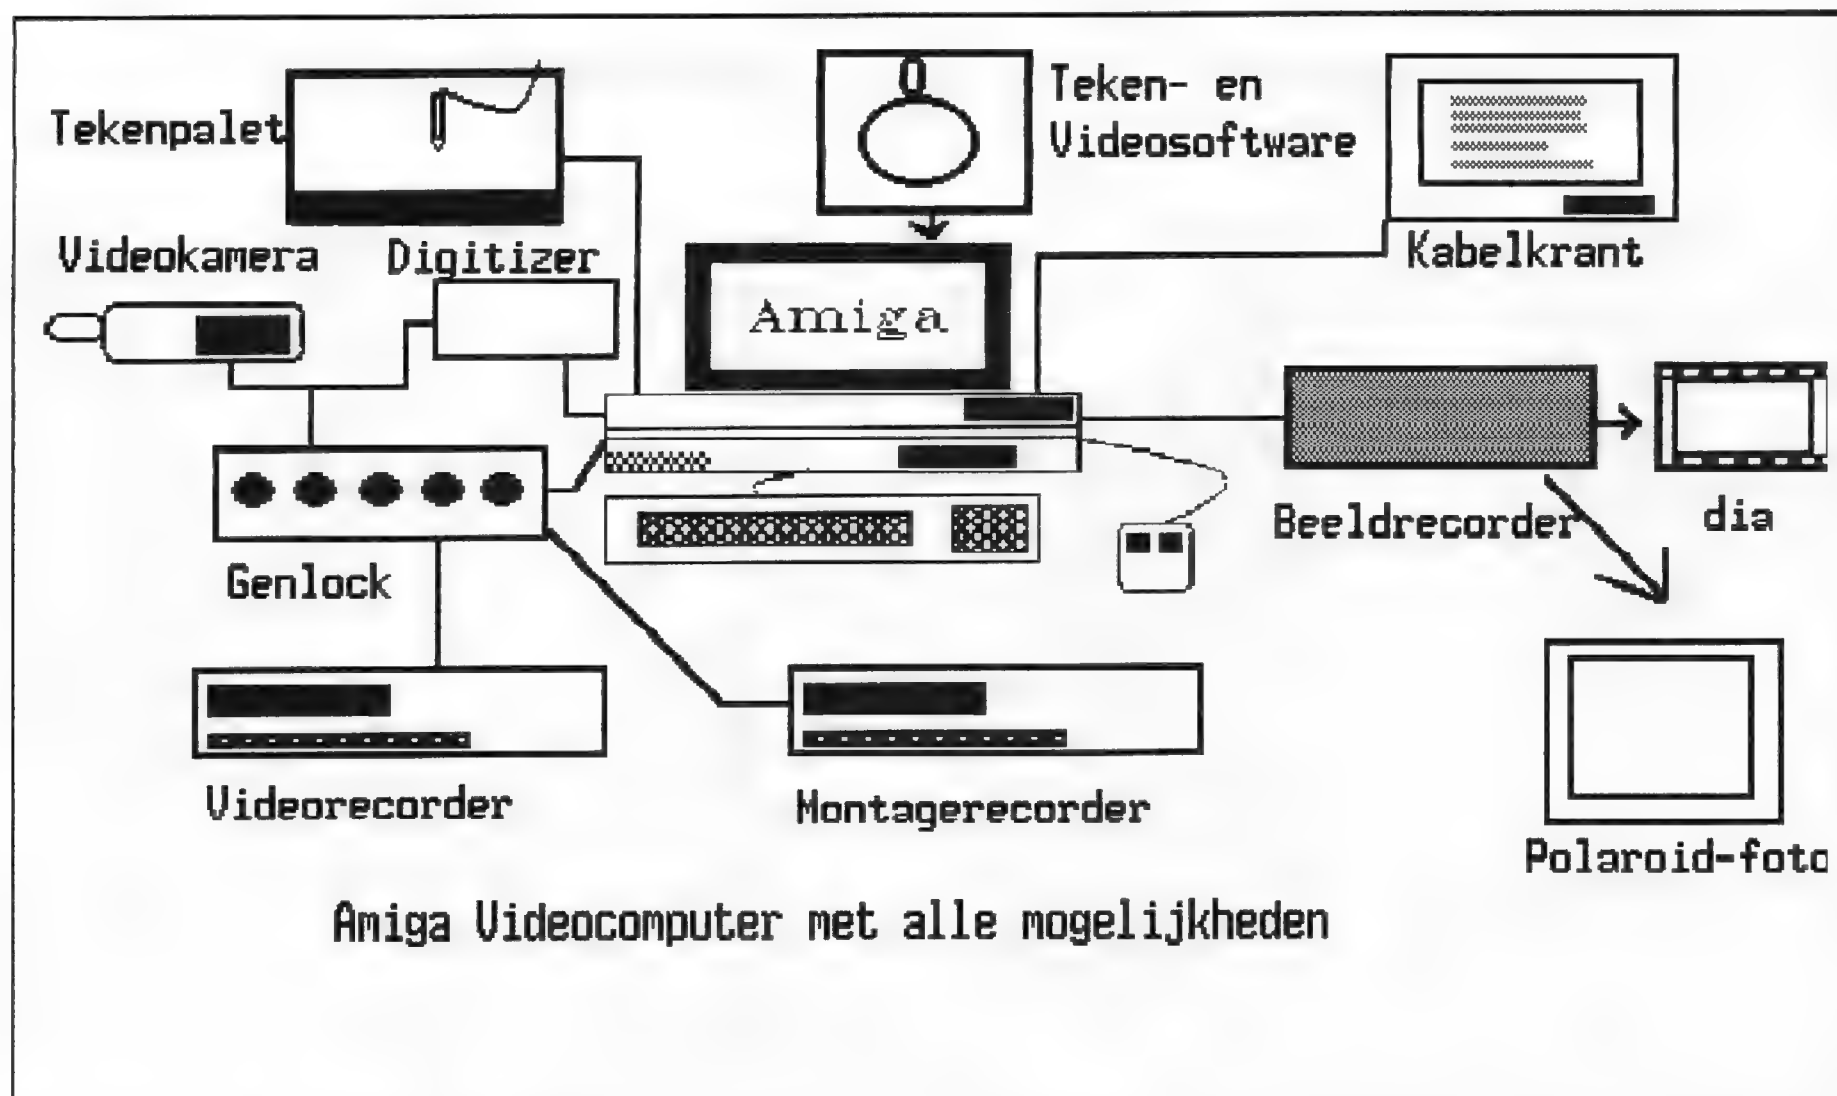 Tekenpalet
Teken- en
Videosoftware
Videokamera
Digitizer
Kabelkrant
Amiga
Genlock
Beeldrecorder
dia
Videorecorder
Montagerecorder
Polaroid-foto
Amiga Videocomputer met alle mogelijkheden